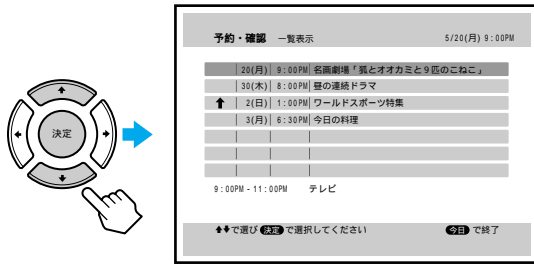 予約・確認 一覧表示 5/20(月) 9:00PM
20(月) 9:00PM 名画劇場「狐とオオカミと9匹のこねこ」
30(木) 8:00PM 昼の連続ドラマ
2(日) 1:00PM ワールドスポーツ特集
3(月) 6:30PM 今日の料理
決定
9:00PM-11:00PM テレビ
で選び 決定 で選択してください 今日 で終了